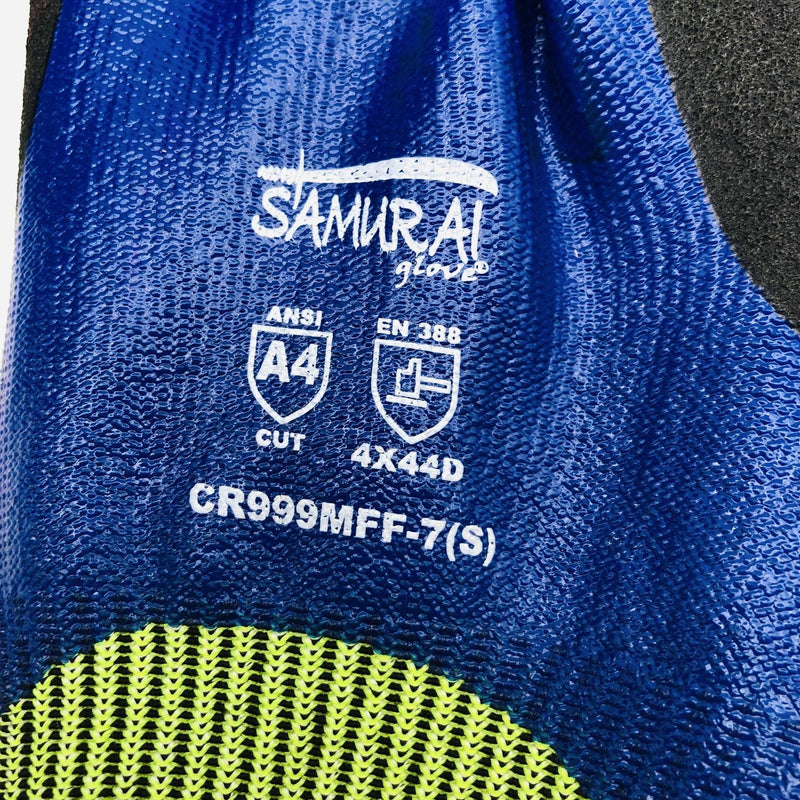 SAMURAI
glove®
ANSI
A4
CUT
EN 388
4X44D
CR999MFF-7(S)